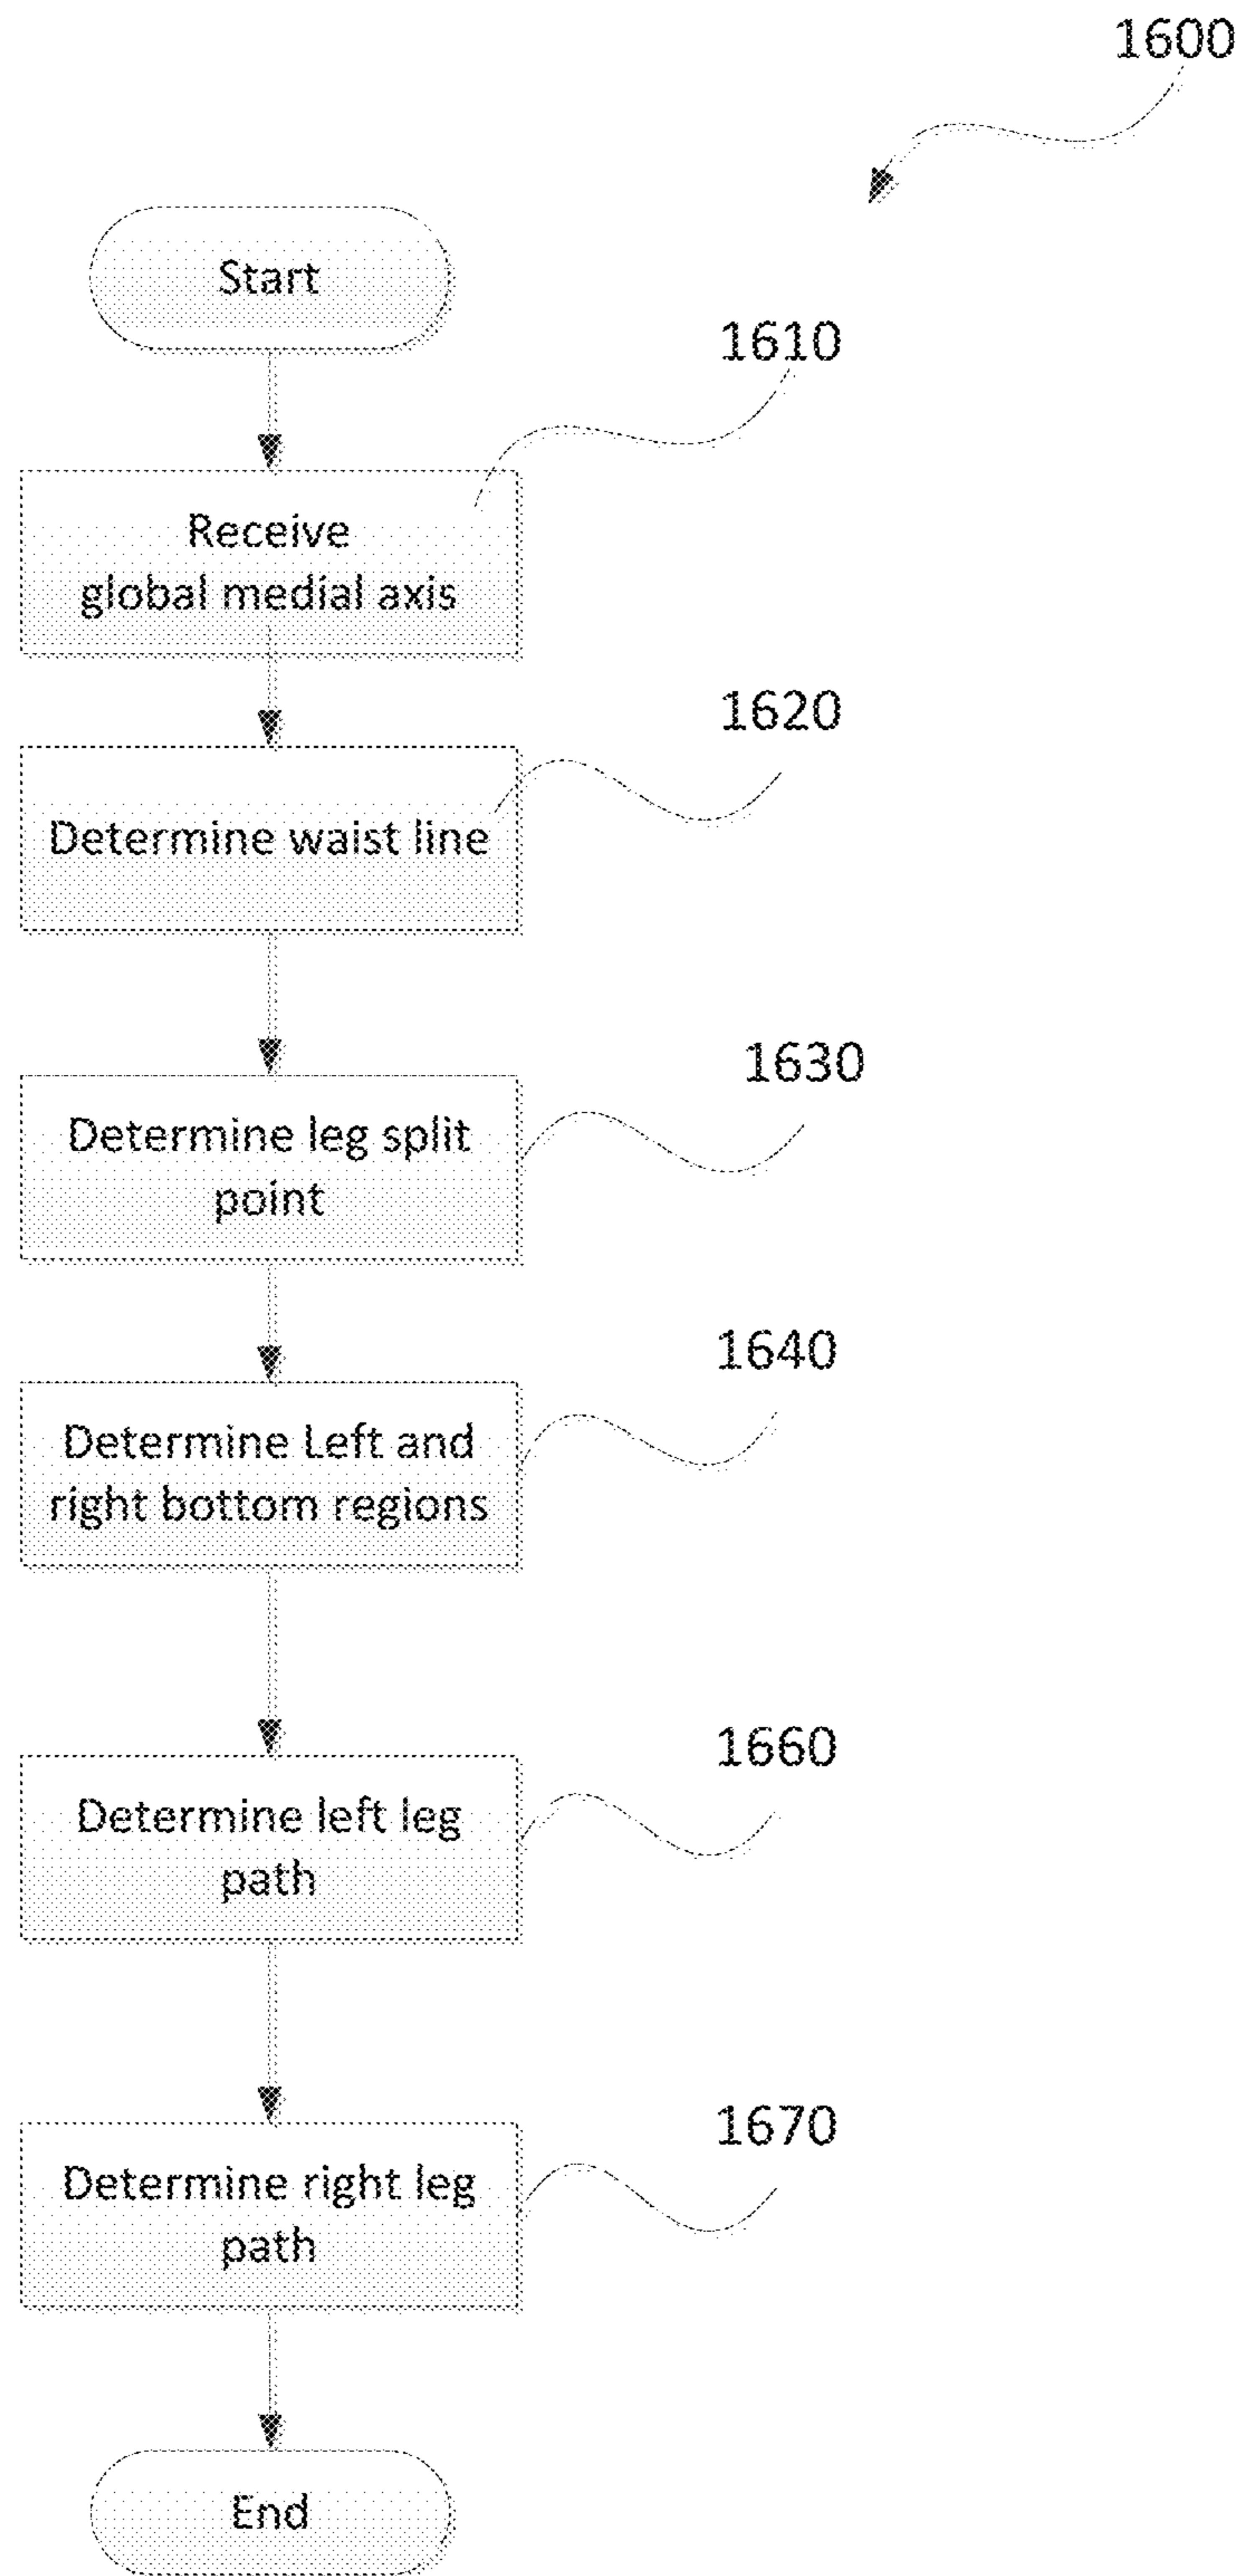 1600
Start
1610
Receive
global medial axis
1620
Determine waist line
1630
Determine leg split
point
1640
Determine Left and
right bottom regions
1660
Determine left leg
path
1670
Determine right leg
path
End